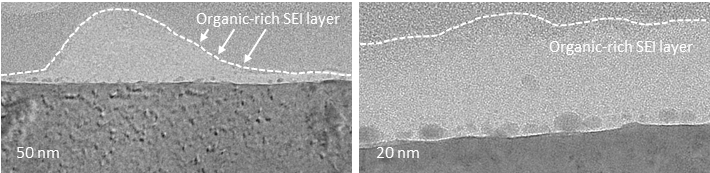 Organic-rich SEI layer
50 nm
Organic-rich SEI layer
20 nm